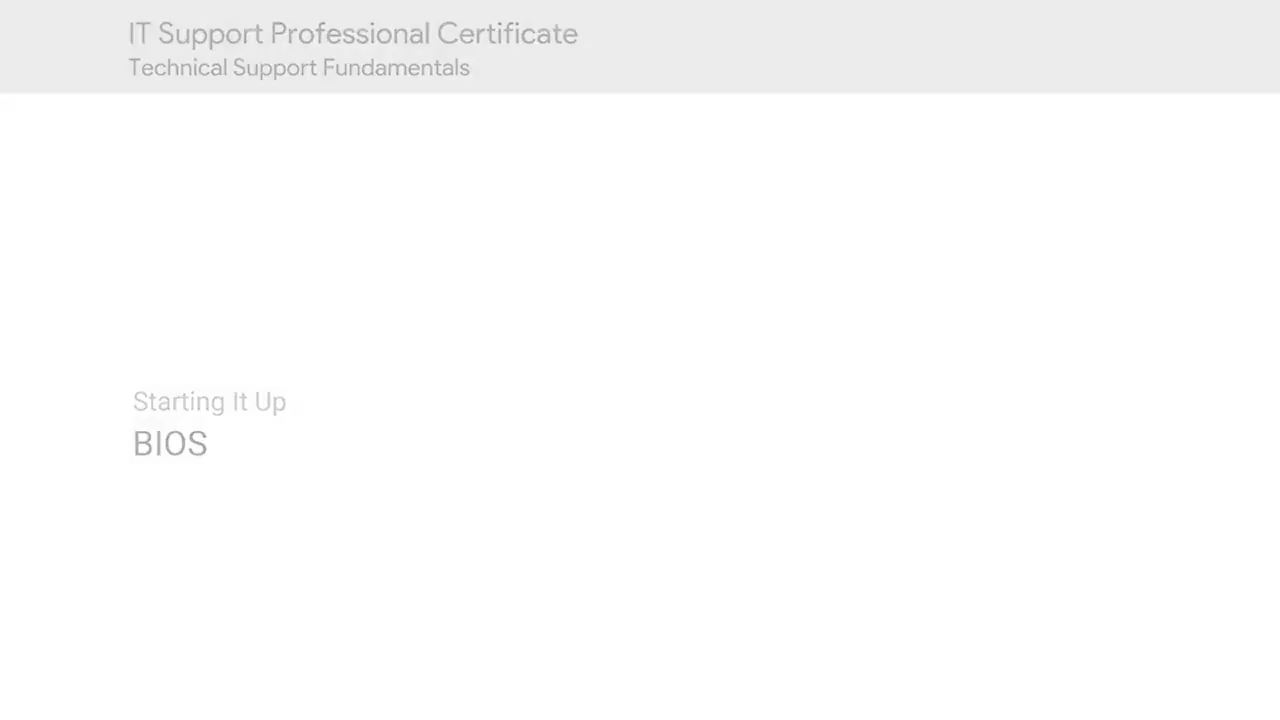 IT Support Professional Certificate
Technical Support Fundamentals
Starting It Up
BIOS